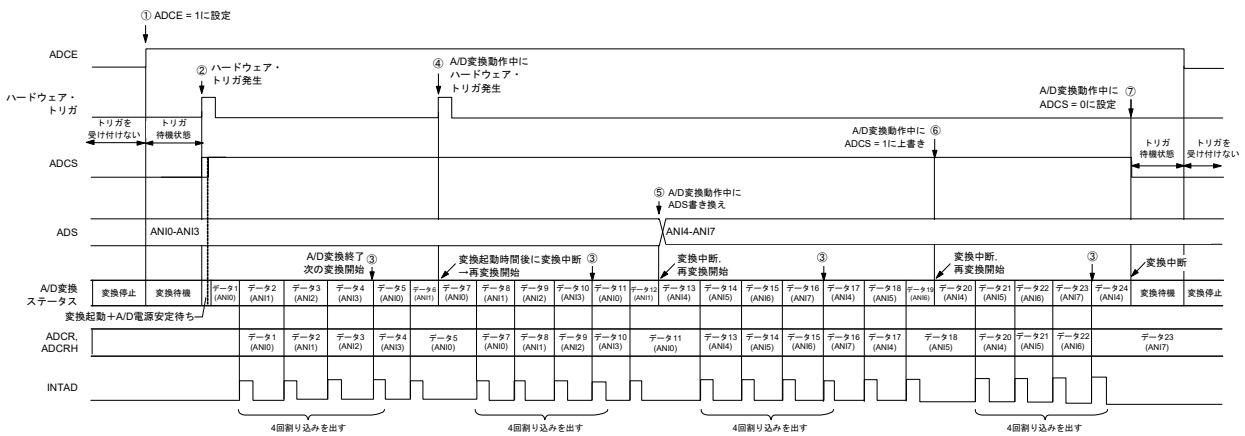 ① ADCE = 1に設定
ADCE
② ハードウェア・
トリガ発生
④ A/D変換動作中に
ハードウェア・
トリガ発生
A/D変換動作中に ⑦
ADCS = 0に設定
ハードウェア・
トリガ
トリガを
受け付けない
トリガ
待機状態
A/D変換動作中に ⑥
ADCS = 1に上書き
トリガ
待機状態
トリガを
受け付けない
ADCS
⑤ A/D変換動作中に
ADS書き換え
ADS
ANI0-ANI3
ANI4-ANI7
A/D変換終了 ③
次の変換開始
変換起動時間後に変換中断 ③
→再変換開始
変換中断,
再変換開始
③
変換中断,
再変換開始
③
変換中断
A/D変換
ステータス
変換停止
変換待機
データ1
(ANI0)
データ2
(ANI1)
データ3
(ANI2)
データ4
(ANI3)
データ5
(ANI0)
データ6
(ANI1)
データ7
(ANI0)
データ8
(ANI1)
データ9
(ANI2)
データ10
(ANI3)
データ11
(ANI0)
データ12
(ANI1)
データ13
(ANI4)
データ14
(ANI5)
データ15
(ANI6)
データ16
(ANI7)
データ17
(ANI4)
データ18
(ANI5)
データ19
(ANI6)
データ20
(ANI4)
データ21
(ANI5)
データ22
(ANI6)
データ23
(ANI7)
データ24
(ANI4)
変換待機
変換停止
変換起動+A/D電源安定待ち
ADCR,
ADCRH
データ1
(ANI0)
データ2
(ANI1)
データ3
(ANI2)
データ4
(ANI3)
データ5
(ANI0)
データ7
(ANI0)
データ8
(ANI1)
データ9
(ANI2)
データ10
(ANI3)
データ11
(ANI0)
データ13
(ANI4)
データ14
(ANI5)
データ15
(ANI6)
データ16
(ANI7)
データ17
(ANI4)
データ18
(ANI5)
データ20
(ANI4)
データ21
(ANI5)
データ22
(ANI6)
データ23
(ANI7)
INTAD
4回割り込みを出す
4回割り込みを出す
4回割り込みを出す
4回割り込みを出す